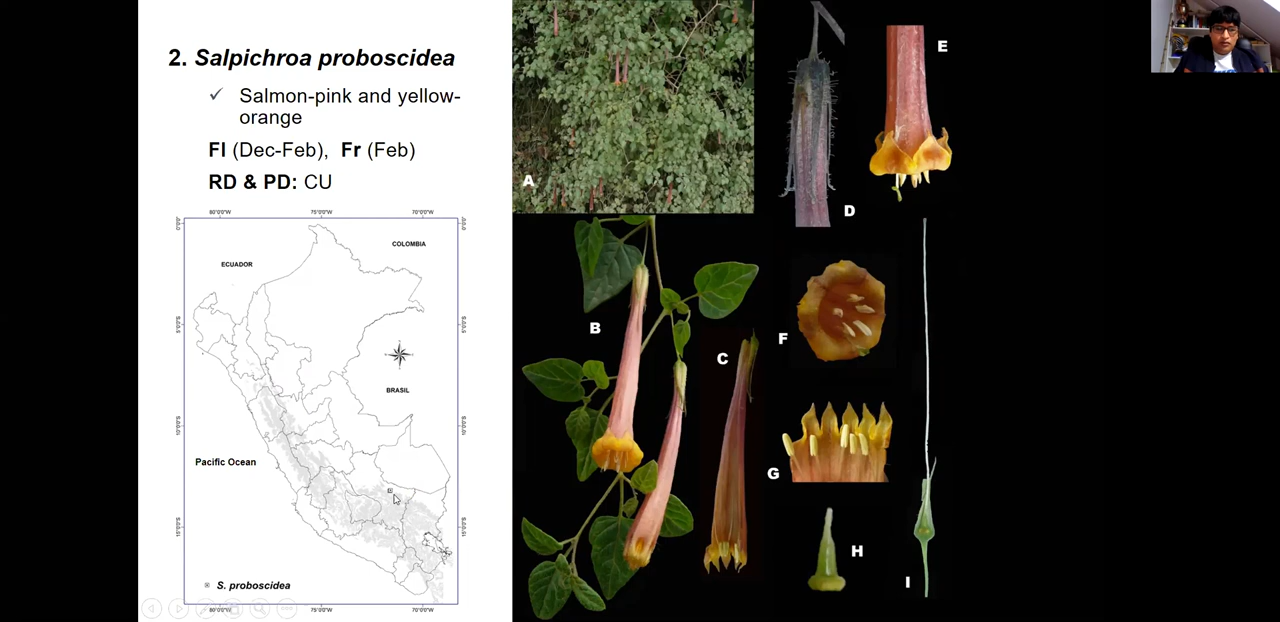 2. Salpichroa proboscidea
✓ Salmon-pink and yellow-
orange
Fl (Dec-Feb), Fr (Feb)
RD & PD: CU
80°0'0"W 75°0'0"W 70°0'0"W
COLOMBIA
ECUADOR
BRASIL
Pacific Ocean
S. proboscidea
80°0'0"W 75°0'0"W 70°0'0"W
A
B
C
D
E
F
G
H
I